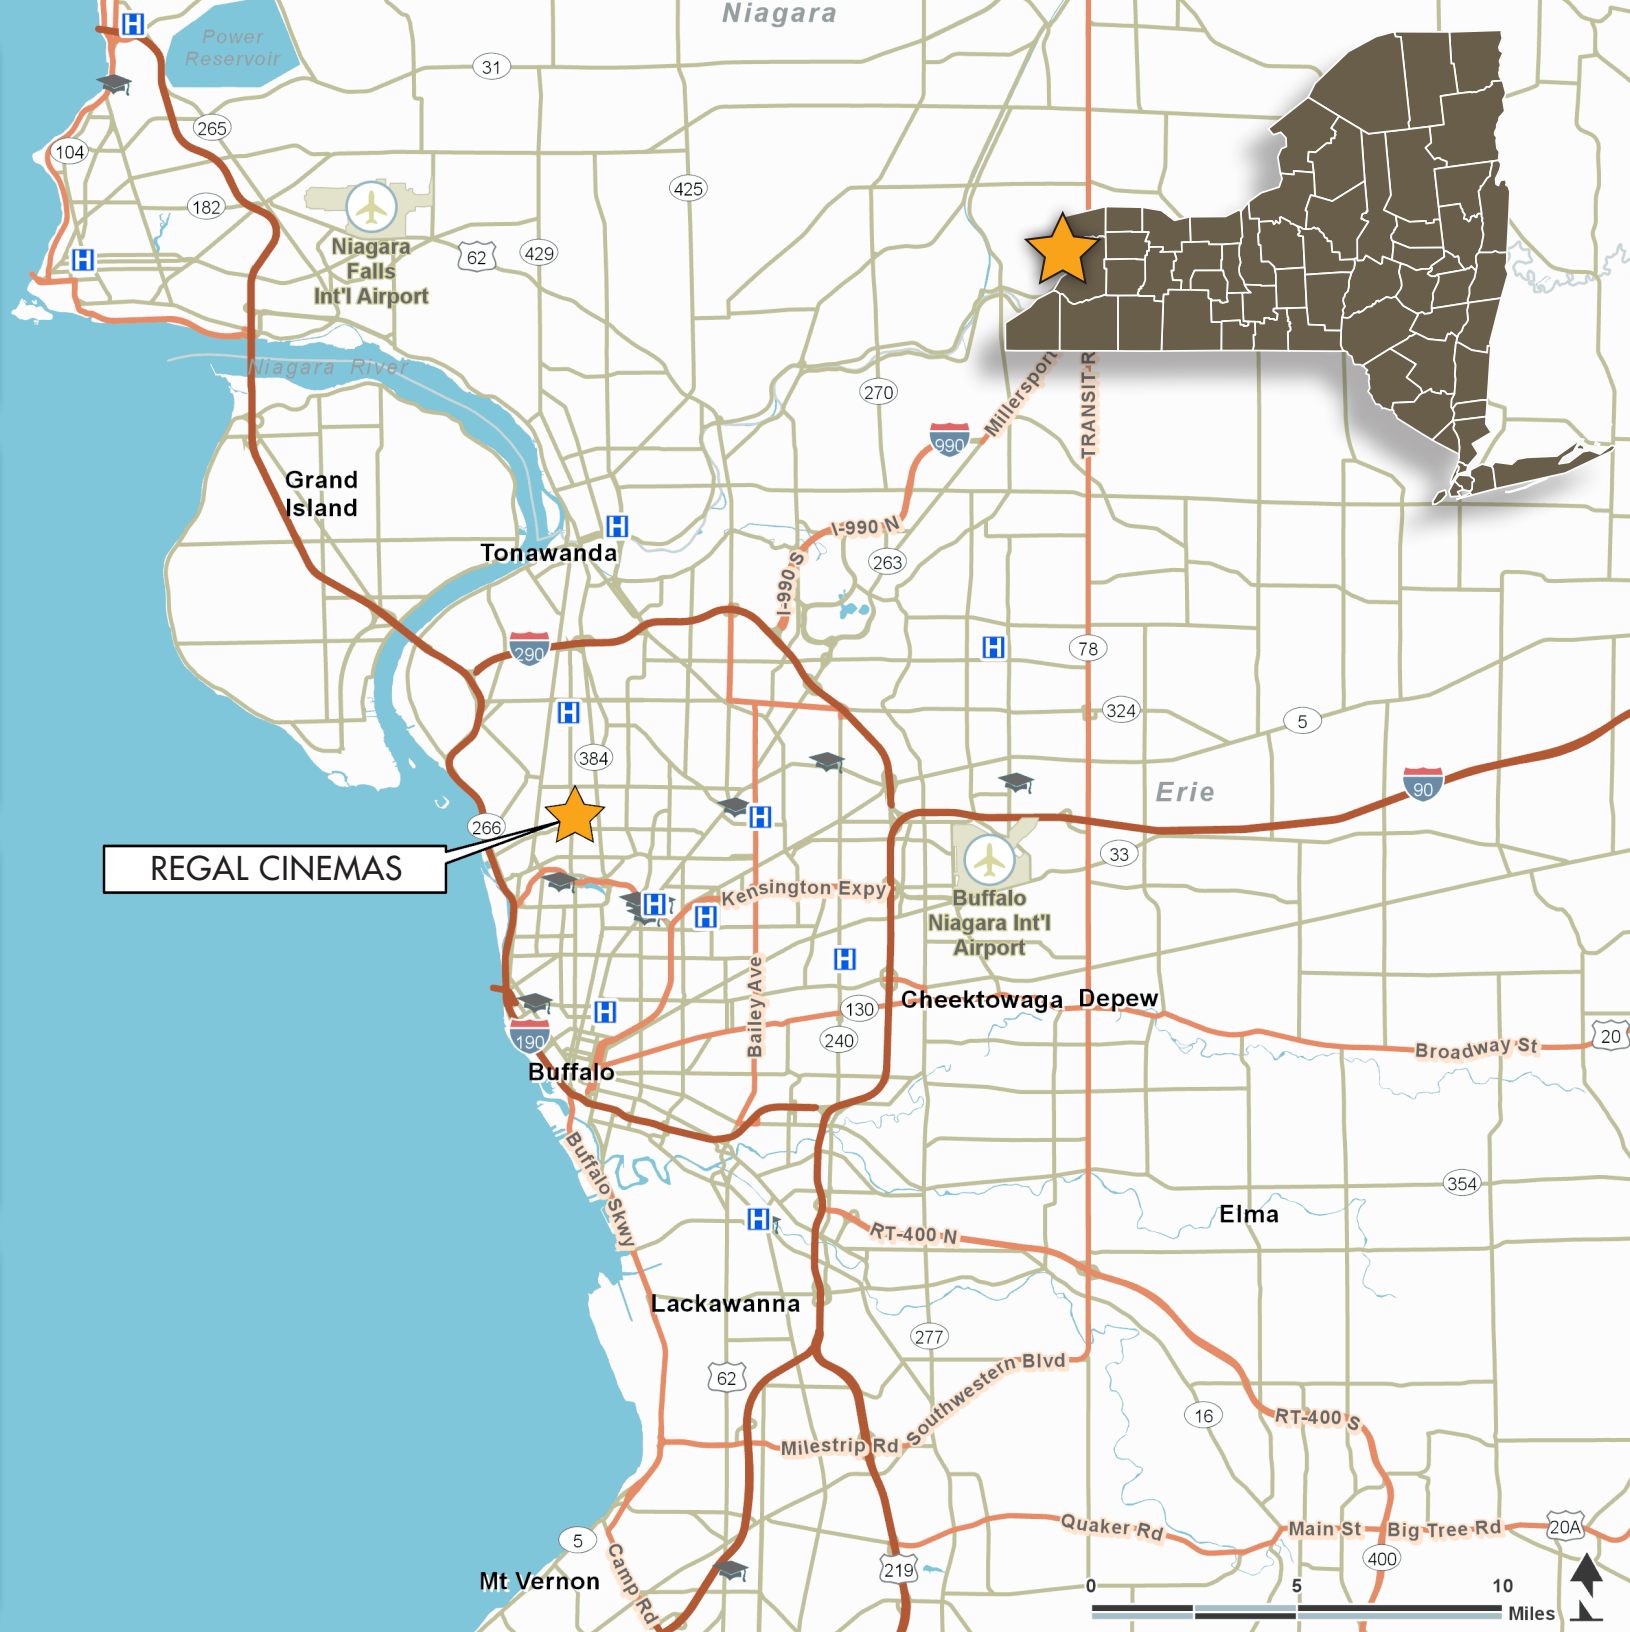 Niagara
H
Power
Reservoir
31
265
104
182
425
H
Niagara
Falls
Int'l Airport
62
429
Niagara River
270
Millersport
TRANSIT R
990
Grand
Island
I-990 N
H
Tonawanda
263
I-990 S
290
H
78
H
324
5
384
90
Erie
266
H
REGAL CINEMAS
33
Kensington Expy
H
H
Buffalo
Niagara Int'l
Airport
H
Bailey Ave
Cheektowaga
Depew
130
H
190
240
20
Broadway St
Buffalo
Buffalo Skwy
354
H
Elma
RT-400 N
Lackawanna
277
62
Southwestern Blvd
16
RT-400 S
Milestrip Rd
5
Quaker Rd
Main St
Big Tree Rd
20A
Camp Rd
219
400
Mt Vernon
0
5
10
Miles